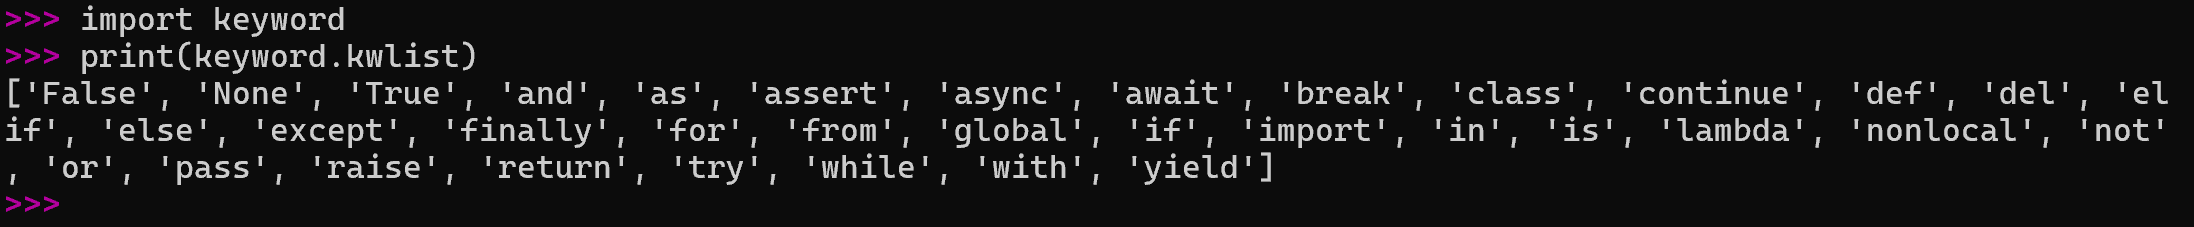 >>> import keyword
>>> print(keyword.kwlist)
['False', 'None', 'True', 'and', 'as', 'assert', 'async', 'await', 'break', 'class', 'continue', 'def', 'del', 'el
if', 'else', 'except', 'finally', 'for', 'from', 'global', 'if', 'import', 'in', 'is', 'lambda', 'nonlocal', 'not'
, 'or', 'pass', 'raise', 'return', 'try', 'while', 'with', 'yield']
>>>